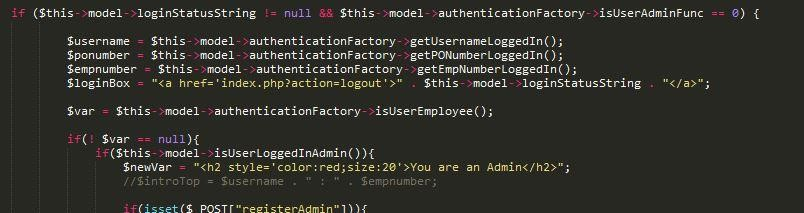 if ($this->model->loginStatusString != null && $this->model->authenticationFactory->isUserAdminFunc == 0) {
$username = $this->model->authenticationFactory->getUsernameLoggedIn();
$ponumber = $this->model->authenticationFactory->getPONumberLoggedIn();
$empnumber = $this->model->authenticationFactory->getEmpNumberLoggedIn();
$loginBox = "<a href='index.php?action=logout'>" . $this->model->loginStatusString . "</a>";
$var = $this->model->authenticationFactory->isUserEmployee();
if(! $var == null){
if($this->model->isUserLoggedInAdmin()){
$newVar = "<h2 style='color:red;size:20'>You are an Admin</h2>";
//$introTop = $username . " : " . $empnumber;
if(isset($_POST["registerAdmin"])){